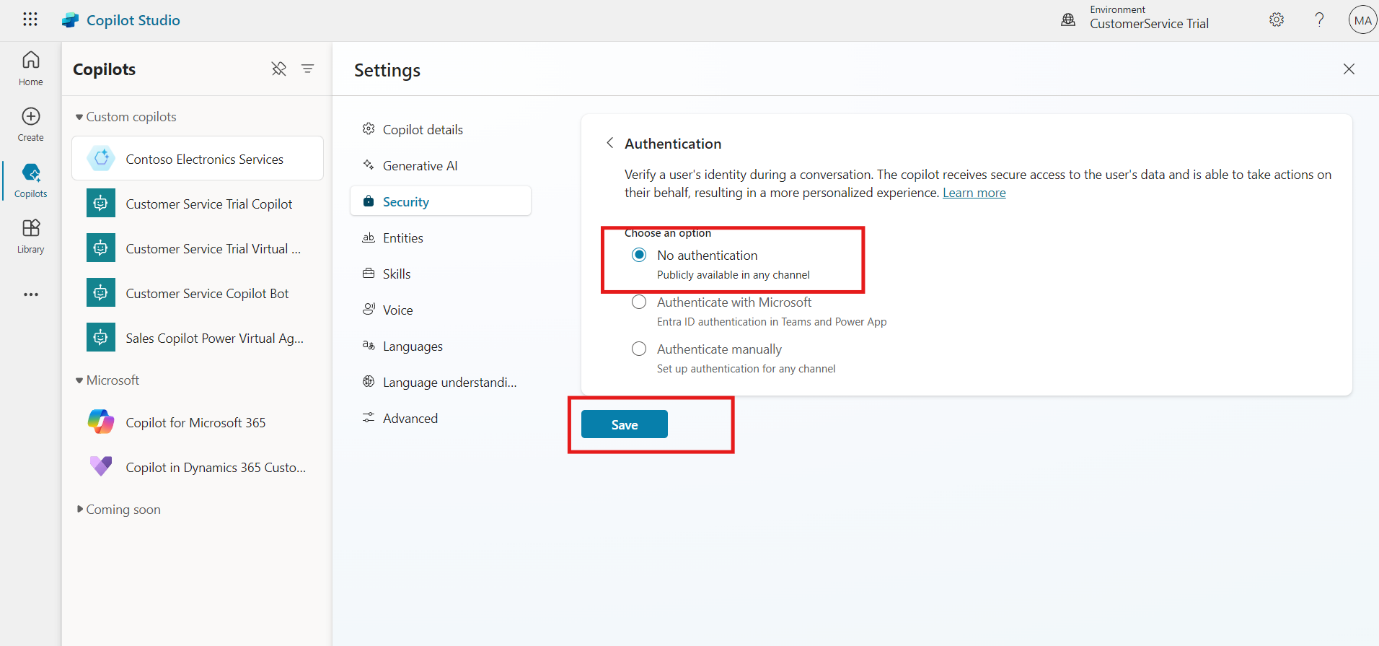 Copilot Studio
Environment
CustomerService Trial
?
MA
Home
Create
Copilots
Library
Copilots
Custom copilots
Contoso Electronics Services
Customer Service Trial Copilot
Customer Service Trial Virtual ...
Customer Service Copilot Bot
Sales Copilot Power Virtual Ag...
Microsoft
Copilot for Microsoft 365
Copilot in Dynamics 365 Custo...
Coming soon
Settings
Copilot details
Generative AI
Security
Entities
Skills
Voice
Languages
Language understandi...
Advanced
Authentication
Verify a user's identity during a conversation. The copilot receives secure access to the user's data and is able to take actions on
their behalf, resulting in a more personalized experience. Learn more
Choose an option
No authentication
Publicly available in any channel
Authenticate with Microsoft
Entra ID authentication in Teams and Power App
Authenticate manually
Set up authentication for any channel
Save